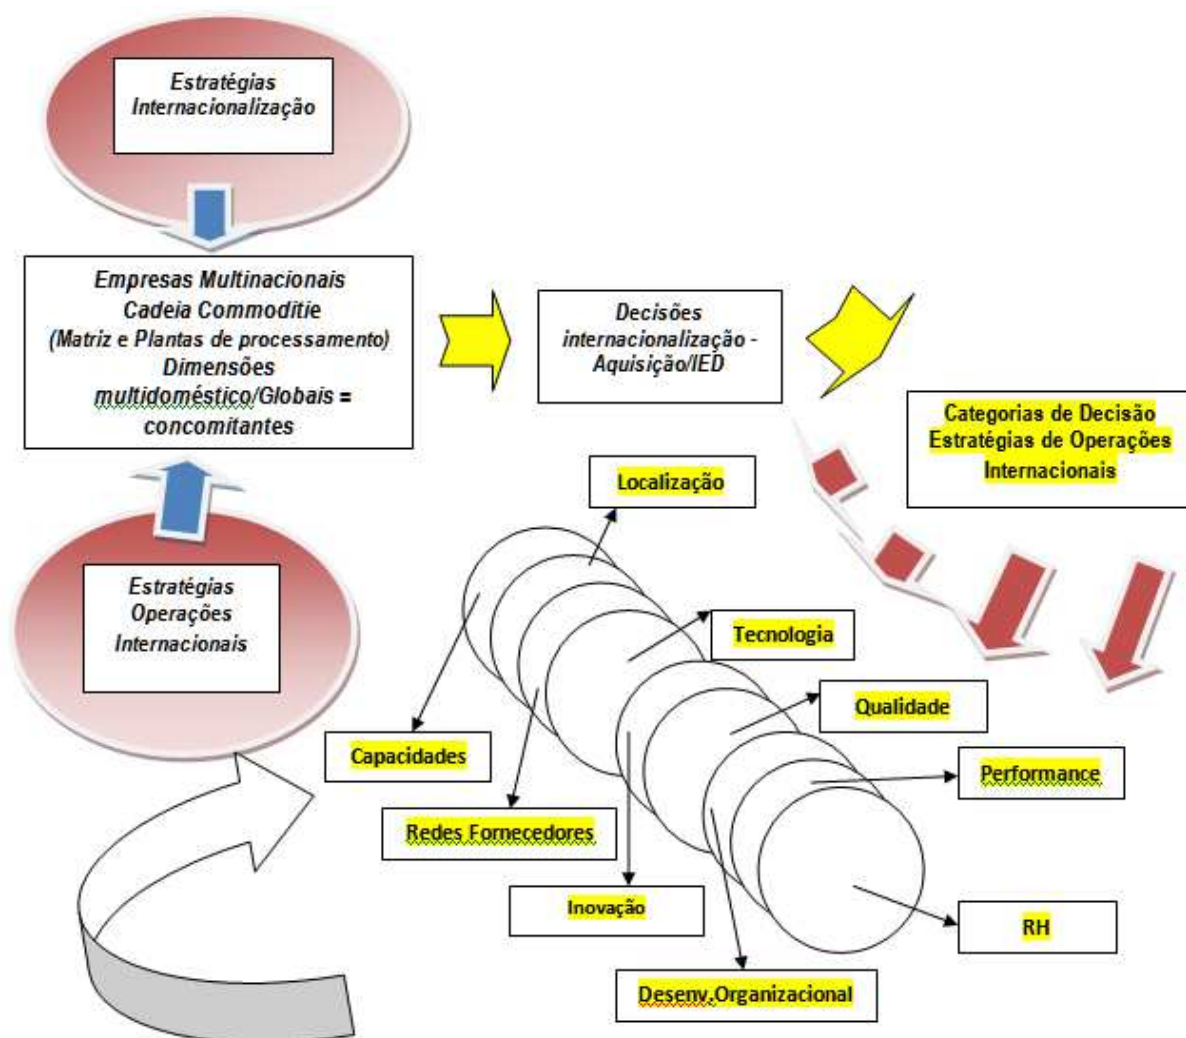 Estratégias
Internacionalização
Empresas Multinacionais
Cadeia Commoditie
(Matriz e Plantas de processamento)
Dimensões
multidoméstico/Globais =
concomitantes
Decisões
internacionalização -
Aquisição/IED
Categorias de Decisão
Estratégias de Operações
Internacionais
Localização
Estratégias
Operações
Internacionais
Tecnologia
Qualidade
Capacidades
Performance
Redes Fornecedores
Inovação
RH
Desenv.Organizacional